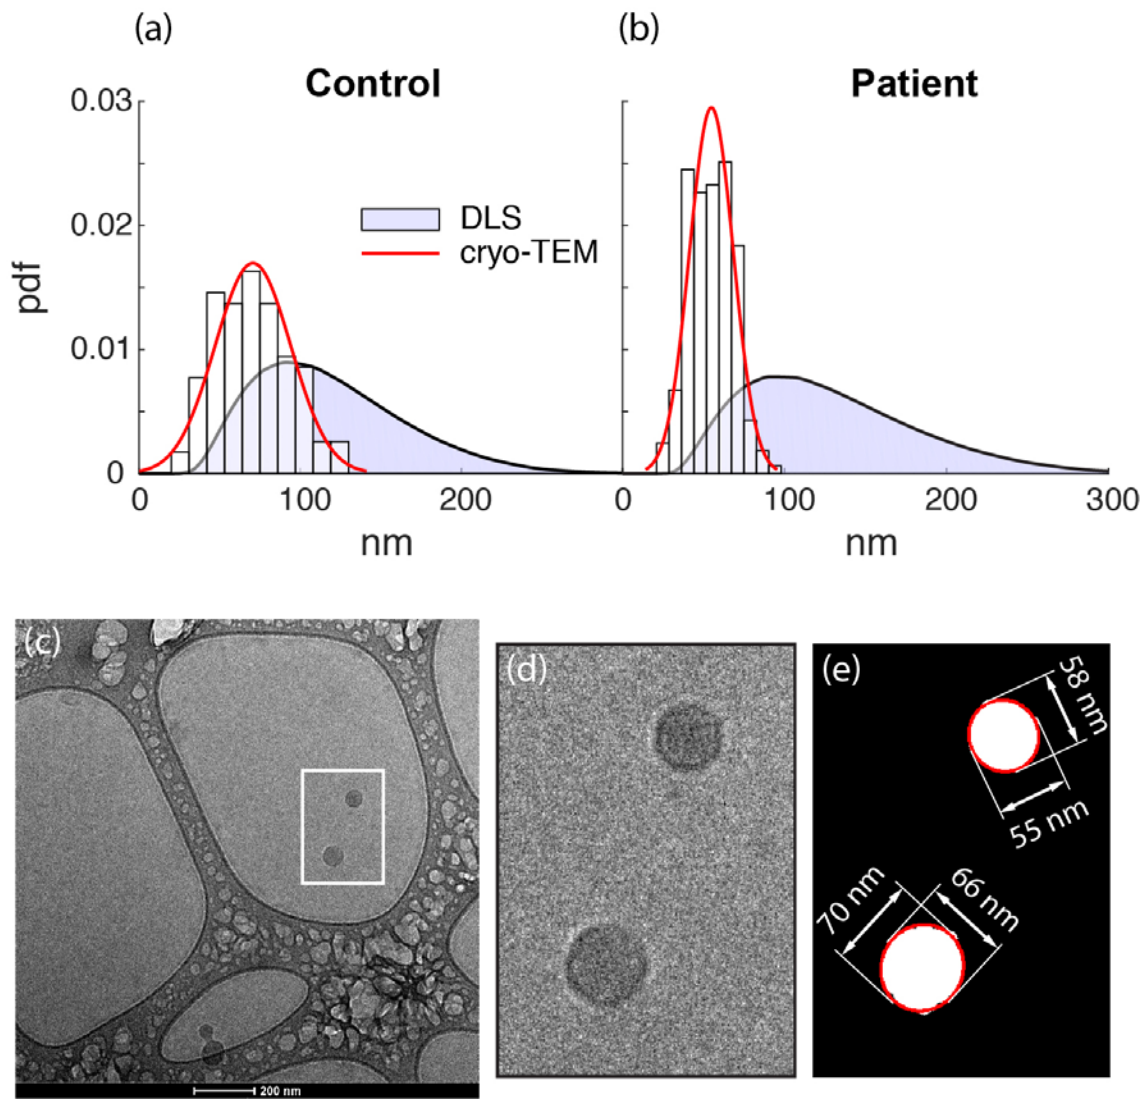 (a)
(b)
Control
Patient
0.03
0.02
0.01
0
pdf
DLS
cryo-TEM
0
100
200
0
100
200
300
nm
nm
(c)
(d)
(e)
58 nm
55 nm
70 nm
66 nm
200 nm